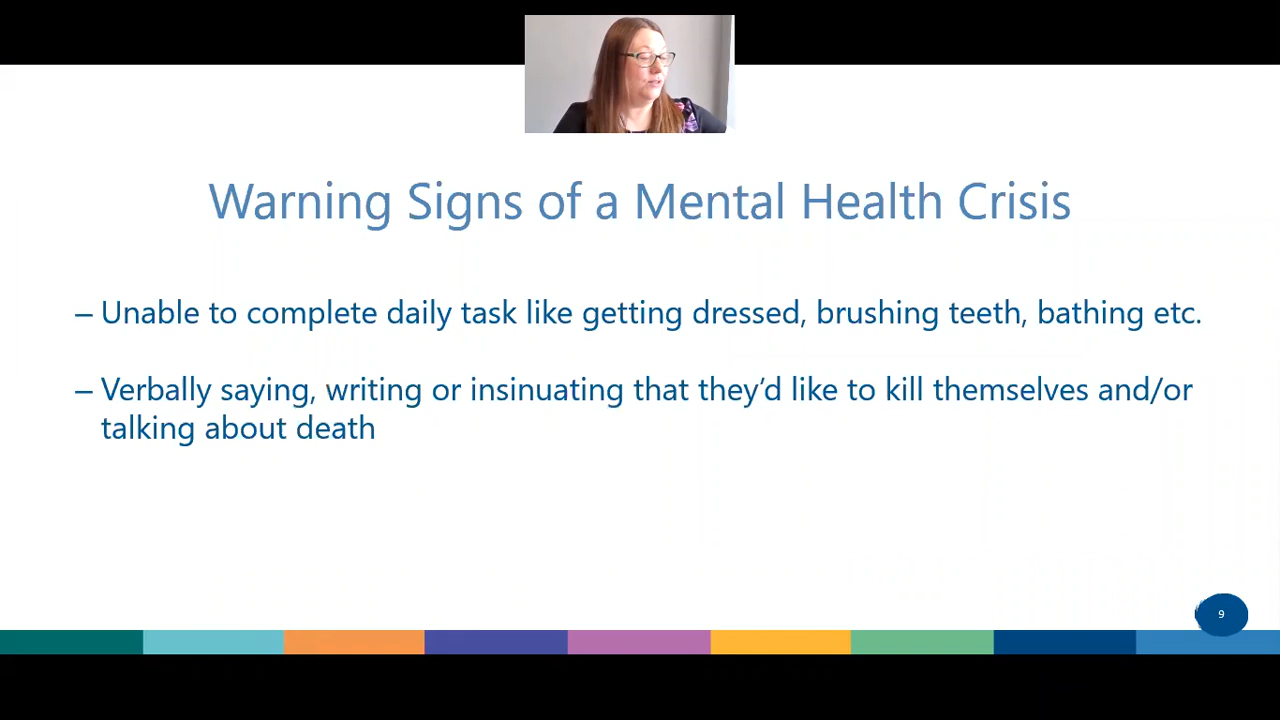 Warning Signs of a Mental Health Crisis
– Unable to complete daily task like getting dressed, brushing teeth, bathing etc.
– Verbally saying, writing or insinuating that they’d like to kill themselves and/or
talking about death
9